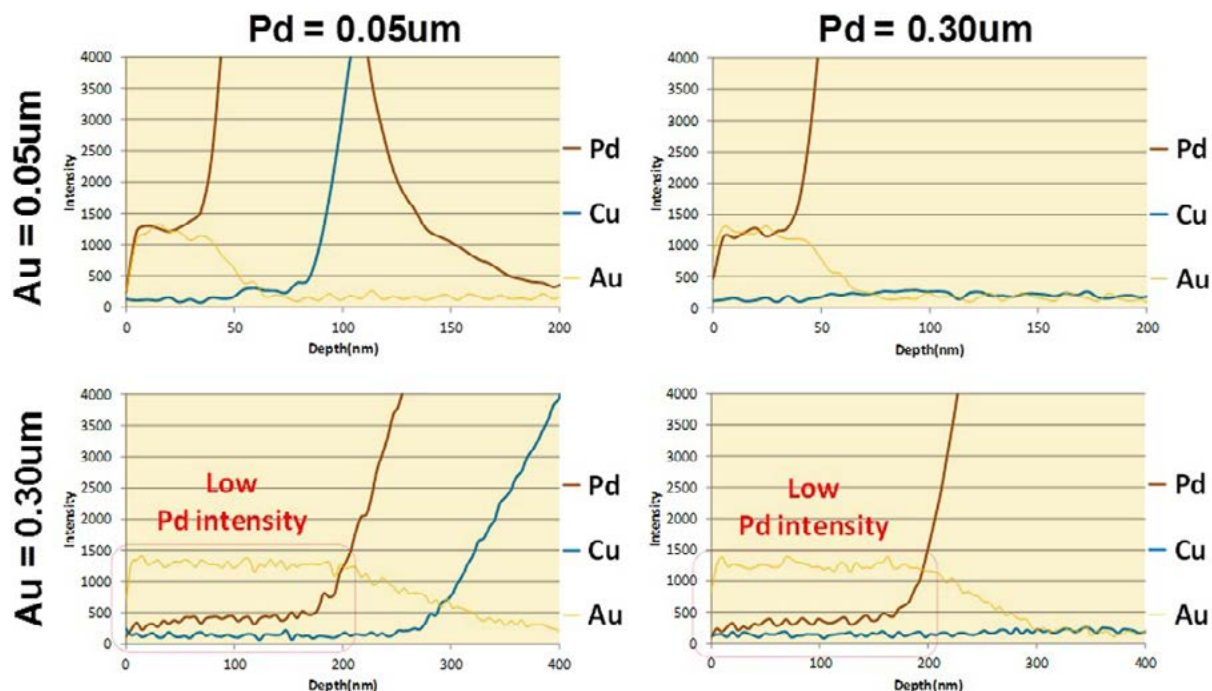 Pd = 0.05um
Pd = 0.30um
Au = 0.05um
4000
3500
3000
2500
2000
1500
1000
500
0
Intensity
0 50 100 150 200
Depth(nm)
Pd
Cu
Au
4000
3500
3000
2500
2000
1500
1000
500
0
Intensity
0 50 100 150 200
Depth(nm)
Pd
Cu
Au
Au = 0.30um
4000
3500
3000
2500
2000
1500
1000
500
0
Intensity
Low
Pd intensity
0 100 200 300 400
Depth(nm)
Pd
Cu
Au
4000
3500
3000
2500
2000
1500
1000
500
0
Intensity
Low
Pd intensity
0 100 200 300 400
Depth(nm)
Pd
Cu
Au